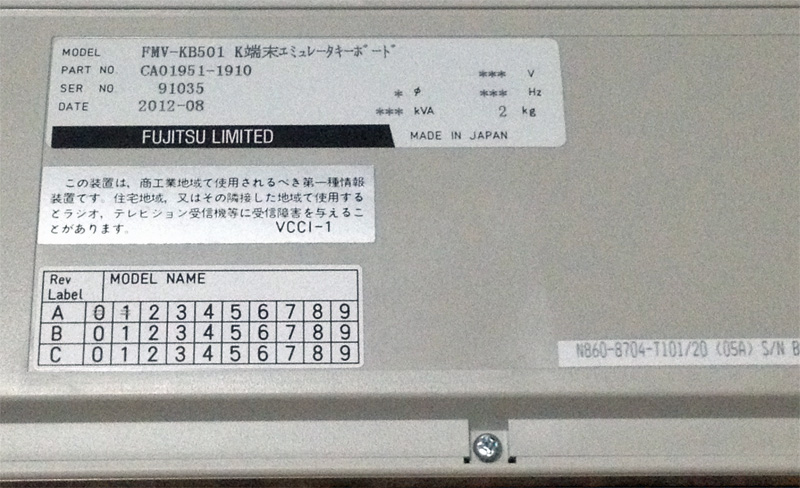 MODEL FMV-KB501 K端末エミュレータキーボード
PART NO. CA01951-1910 *** V
SER NO. 91035 * φ *** Hz
DATE 2012-08 *** kVA 2 kg
FUJITSU LIMITED MADE IN JAPAN
この装置は，商工業地域で使用されるべき第一種情報
装置です。住宅地域，又はその隣接した地域で使用する
とラジオ，テレビジョン受信機等に受信障害を与えるこ
とがあります。 VCCI-1
Rev Label MODEL NAME
A 0 1 2 3 4 5 6 7 8 9
B 0 1 2 3 4 5 6 7 8 9
C 0 1 2 3 4 5 6 7 8 9
N860-8704-T101/20 (05A) S/N B